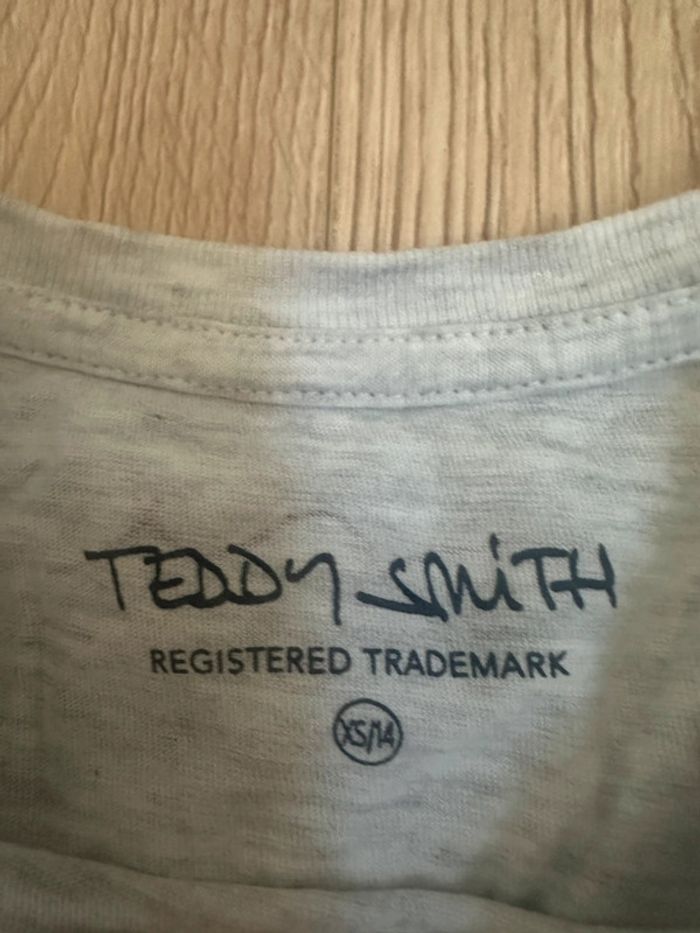 TEDDY SMiTH
REGISTERED TRADEMARK
XS/14